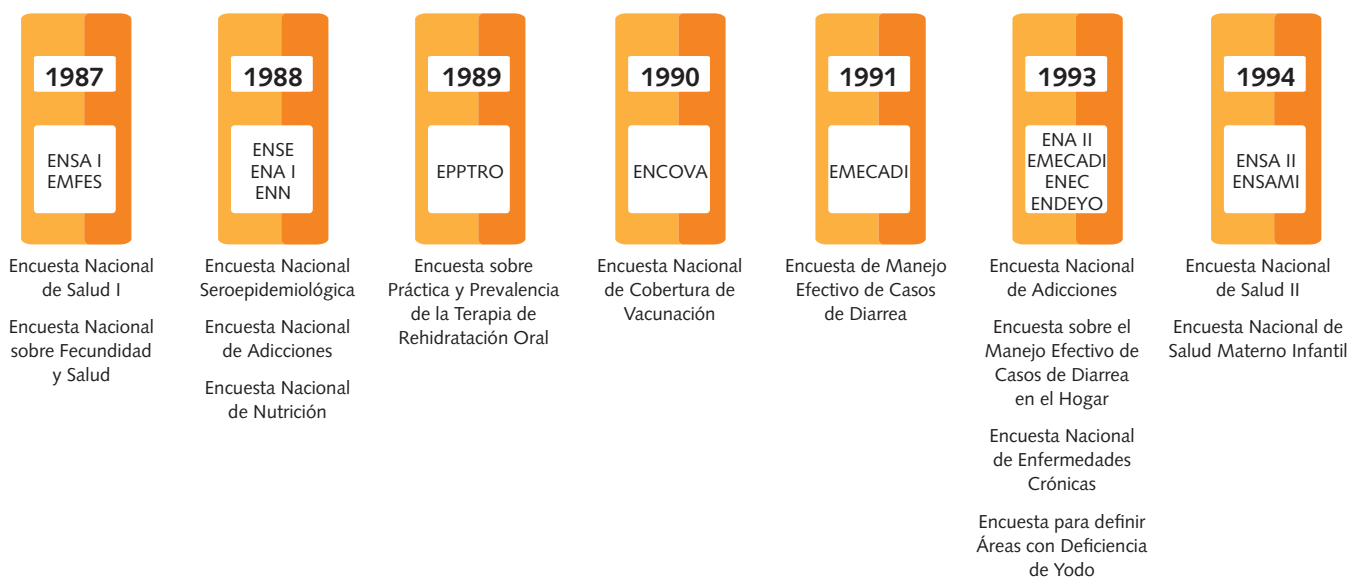 1987
ENSA I
EMFES
Encuesta Nacional
de Salud I
Encuesta Nacional
sobre Fecundidad
y Salud
1988
ENSE
ENA I
ENN
Encuesta Nacional
Seroepidemiológica
Encuesta Nacional
de Adicciones
Encuesta Nacional
de Nutrición
1989
EPPTRO
Encuesta sobre
Práctica y Prevalencia
de la Terapia de
Rehidratación Oral
1990
ENCOVA
Encuesta Nacional
de Cobertura de
Vacunación
1991
EMECADI
Encuesta de Manejo
Efectivo de Casos
de Diarrea
1993
ENA II
EMECADI
ENEC
ENDEYO
Encuesta Nacional
de Adicciones
Encuesta sobre el
Manejo Efectivo de
Casos de Diarrea
en el Hogar
Encuesta Nacional
de Enfermedades
Crónicas
Encuesta para definir
Áreas con Deficiencia
de Yodo
1994
ENSA II
ENSAMI
Encuesta Nacional
de Salud II
Encuesta Nacional de
Salud Materno Infantil